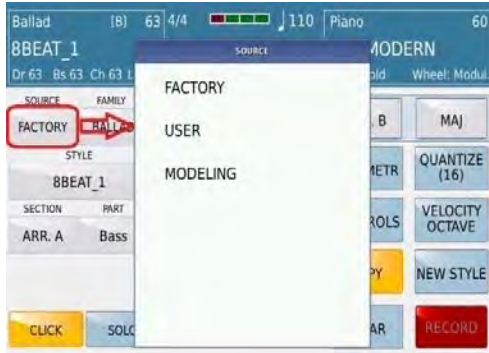 Ballad [B] 63 4/4 110 Piano 60
8BEAT_1 MODERN
Dr 63 Bs 63 Ch 63 Wheel: Modul.
SOURCE
FACTORY
USER
MODELING
SOURCE FAMILY
FACTORY
STYLE
8BEAT_1
SECTION PART
ARR. A Bass
CLICK
B MAJ
QUANTIZE
(16)
VELOCITY
OCTAVE
NEW STYLE
RECORD